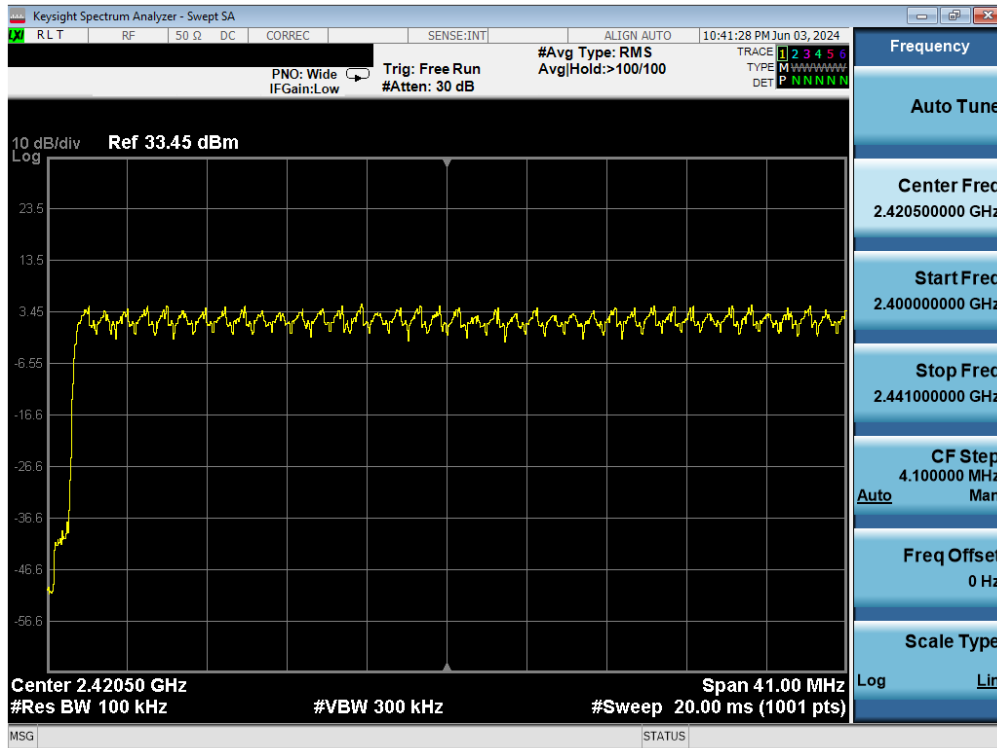 Keysight Spectrum Analyzer - Swept SA
LXI RLT RF 50 Ω DC CORREC SENSE:INT ALIGN AUTO 10:41:28 PM Jun 03, 2024
Frequency
PNO: Wide
IFGain:Low
Trig: Free Run
#Atten: 30 dB
#Avg Type: RMS
Avg|Hold:>100/100
TRACE 1 2 3 4 5 6
TYPE M W W W W W
DET P N N N N N
Auto Tune
10 dB/div Ref 33.45 dBm
Log
23.5
13.5
3.45
-6.55
-16.6
-26.6
-36.6
-46.6
-56.6
Center Freq
2.420500000 GHz
Start Freq
2.400000000 GHz
Stop Freq
2.441000000 GHz
CF Step
4.100000 MHz
Auto Man
Freq Offset
0 Hz
Scale Type
Log Lin
Center 2.42050 GHz Span 41.00 MHz
#Res BW 100 kHz #VBW 300 kHz #Sweep 20.00 ms (1001 pts)
MSG STATUS